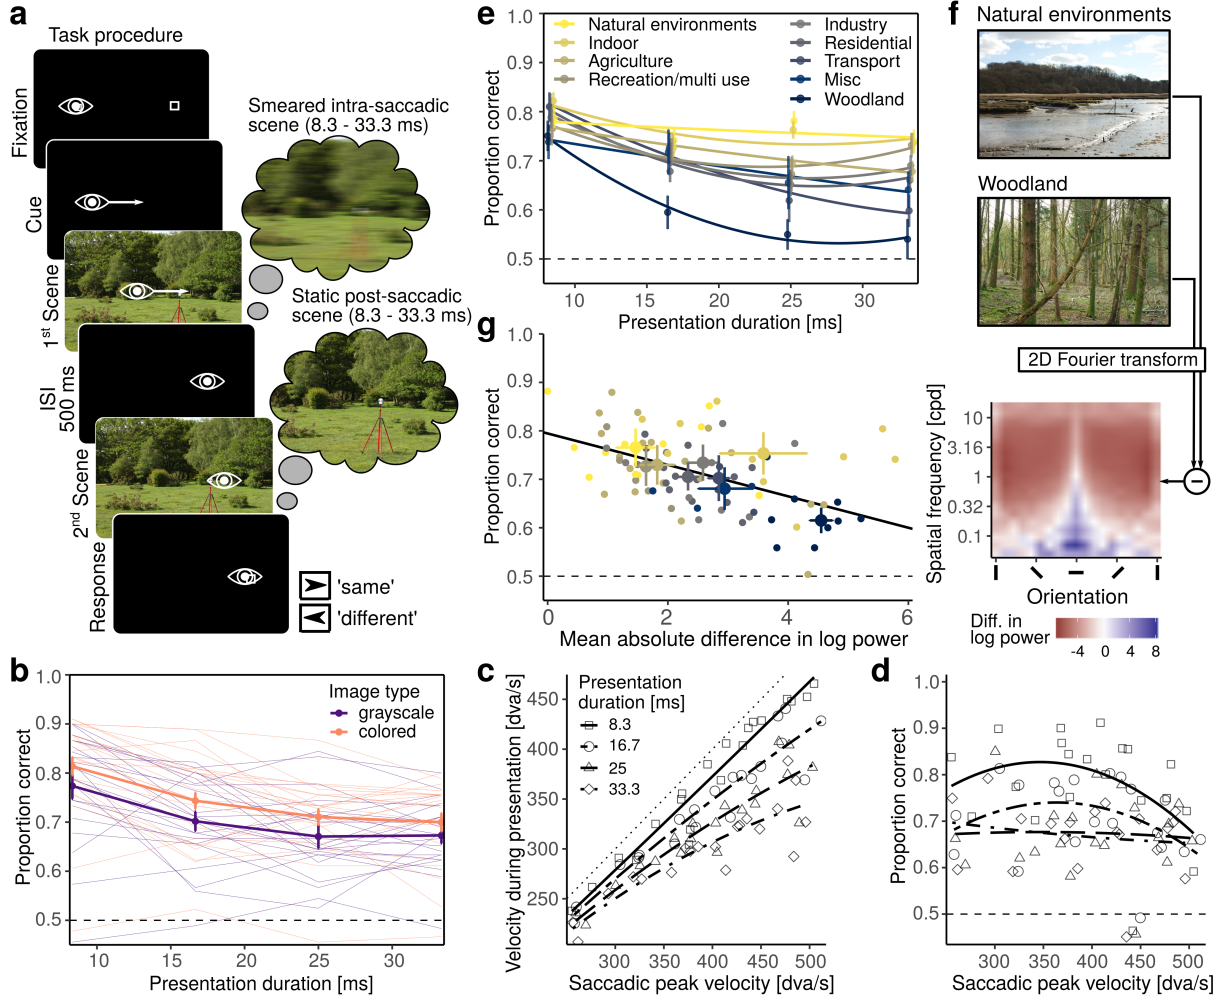 a
Task procedure
Fixation
Cue
1st Scene
ISI
500 ms
2nd Scene
Response
Smeared intra-saccadic
scene (8.3 - 33.3 ms)
Static post-saccadic
scene (8.3 - 33.3 ms)
'same'
'different'
e
Proportion correct
1.0
0.9
0.8
0.7
0.6
0.5
Natural environments
Indoor
Agriculture
Recreation/multi use
Industry
Residential
Transport
Misc
Woodland
10
15
20
25
30
Presentation duration [ms]
f
Natural environments
Woodland
2D Fourier transform
−
Spatial frequency [cpd]
10
3.16
1
0.32
0.1
Orientation
Diff. in
log power
-4
0
4
8
g
Proportion correct
1.0
0.9
0.8
0.7
0.6
0.5
0
2
4
6
Mean absolute difference in log power
b
Proportion correct
1.0
0.9
0.8
0.7
0.6
0.5
Image type
grayscale
colored
10
15
20
25
30
Presentation duration [ms]
c
Velocity during presentation [dva/s]
450
400
350
300
250
Presentation
duration [ms]
8.3
16.7
25
33.3
300
350
400
450
500
Saccadic peak velocity [dva/s]
d
Proportion correct
1.0
0.9
0.8
0.7
0.6
0.5
300
350
400
450
500
Saccadic peak velocity [dva/s]